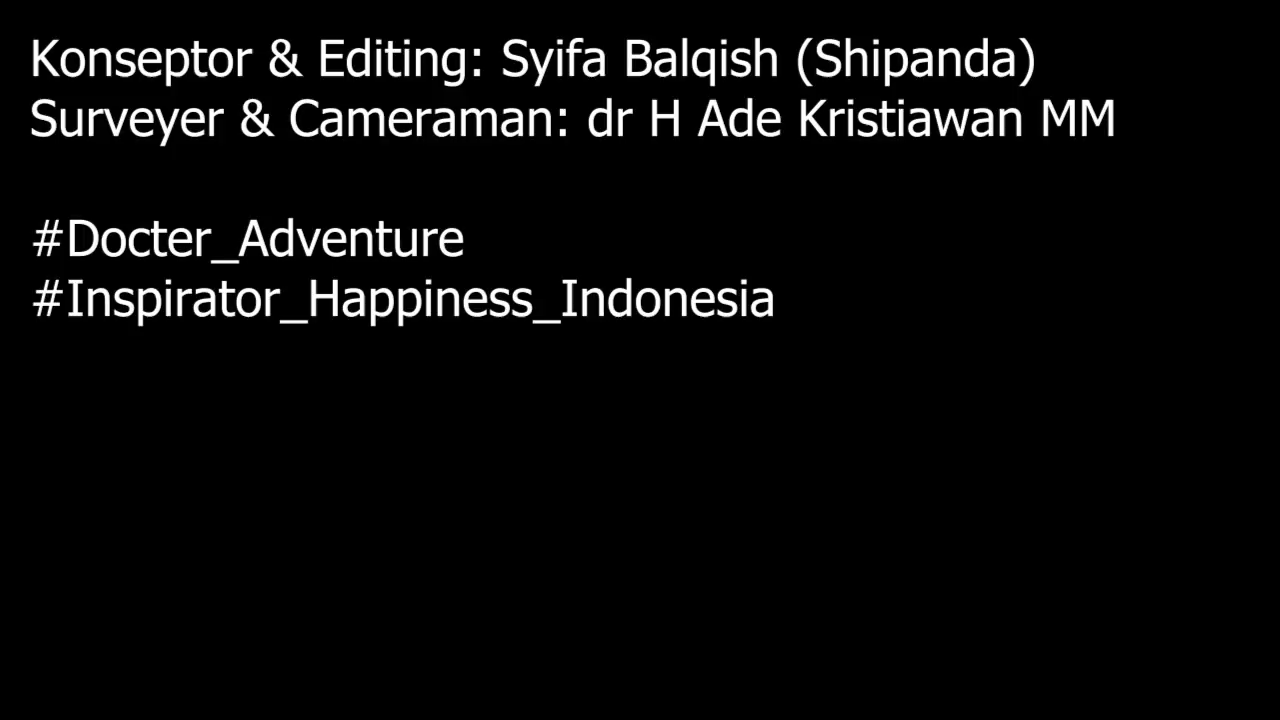 Konseptor & Editing: Syifa Balqish (Shipanda)
Surveyer & Cameraman: dr H Ade Kristiawan MM
#Docter_Adventure
#Inspirator_Happiness_Indonesia